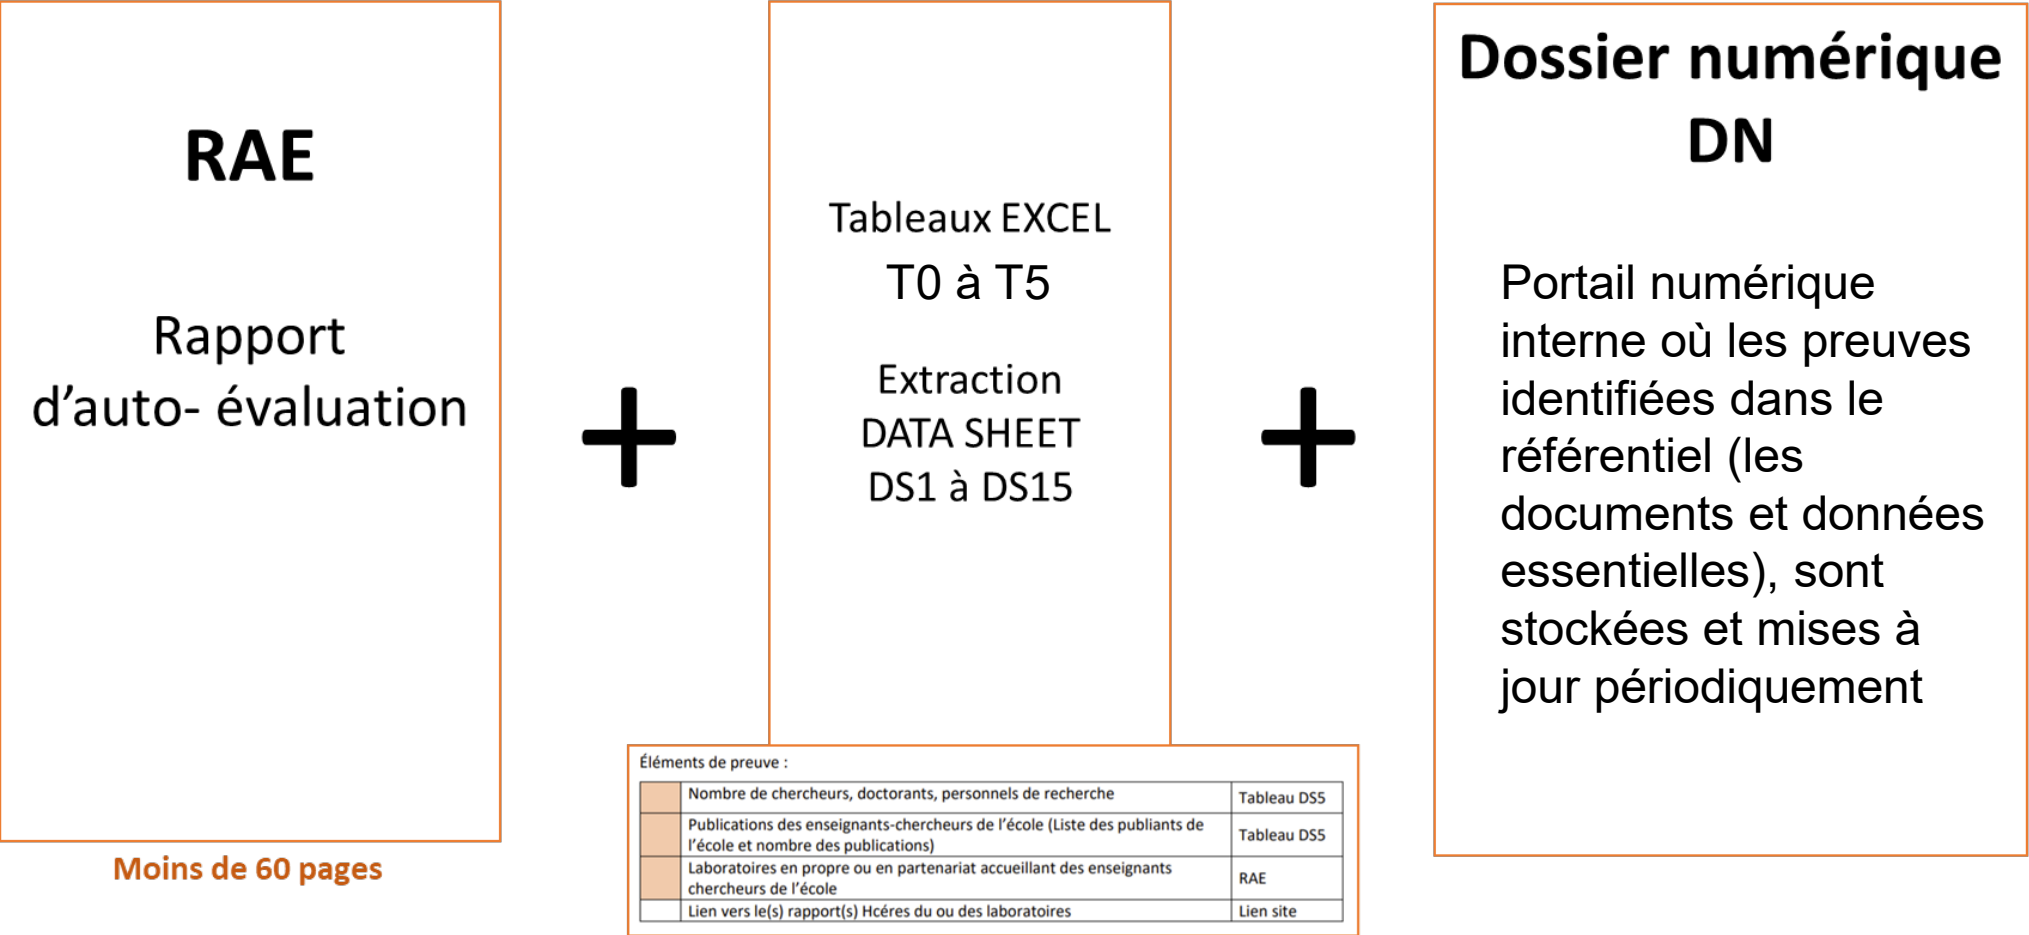 RAE
Rapport
d’auto- évaluation
Moins de 60 pages
+
Tableaux EXCEL
T0 à T5
Extraction
DATA SHEET
DS1 à DS15
Éléments de preuve :
Nombre de chercheurs, doctorants, personnels de recherche Tableau DS5
Publications des enseignants-chercheurs de l’école (Liste des publiants de
l’école et nombre des publications) Tableau DS5
Laboratoires en propre ou en partenariat accueillant des enseignants
chercheurs de l’école RAE
Lien vers le(s) rapport(s) Hcéres du ou des laboratoires Lien site
+
Dossier numérique
DN
Portail numérique
interne où les preuves
identifiées dans le
référentiel (les
documents et données
essentielles), sont
stockées et mises à
jour périodiquement